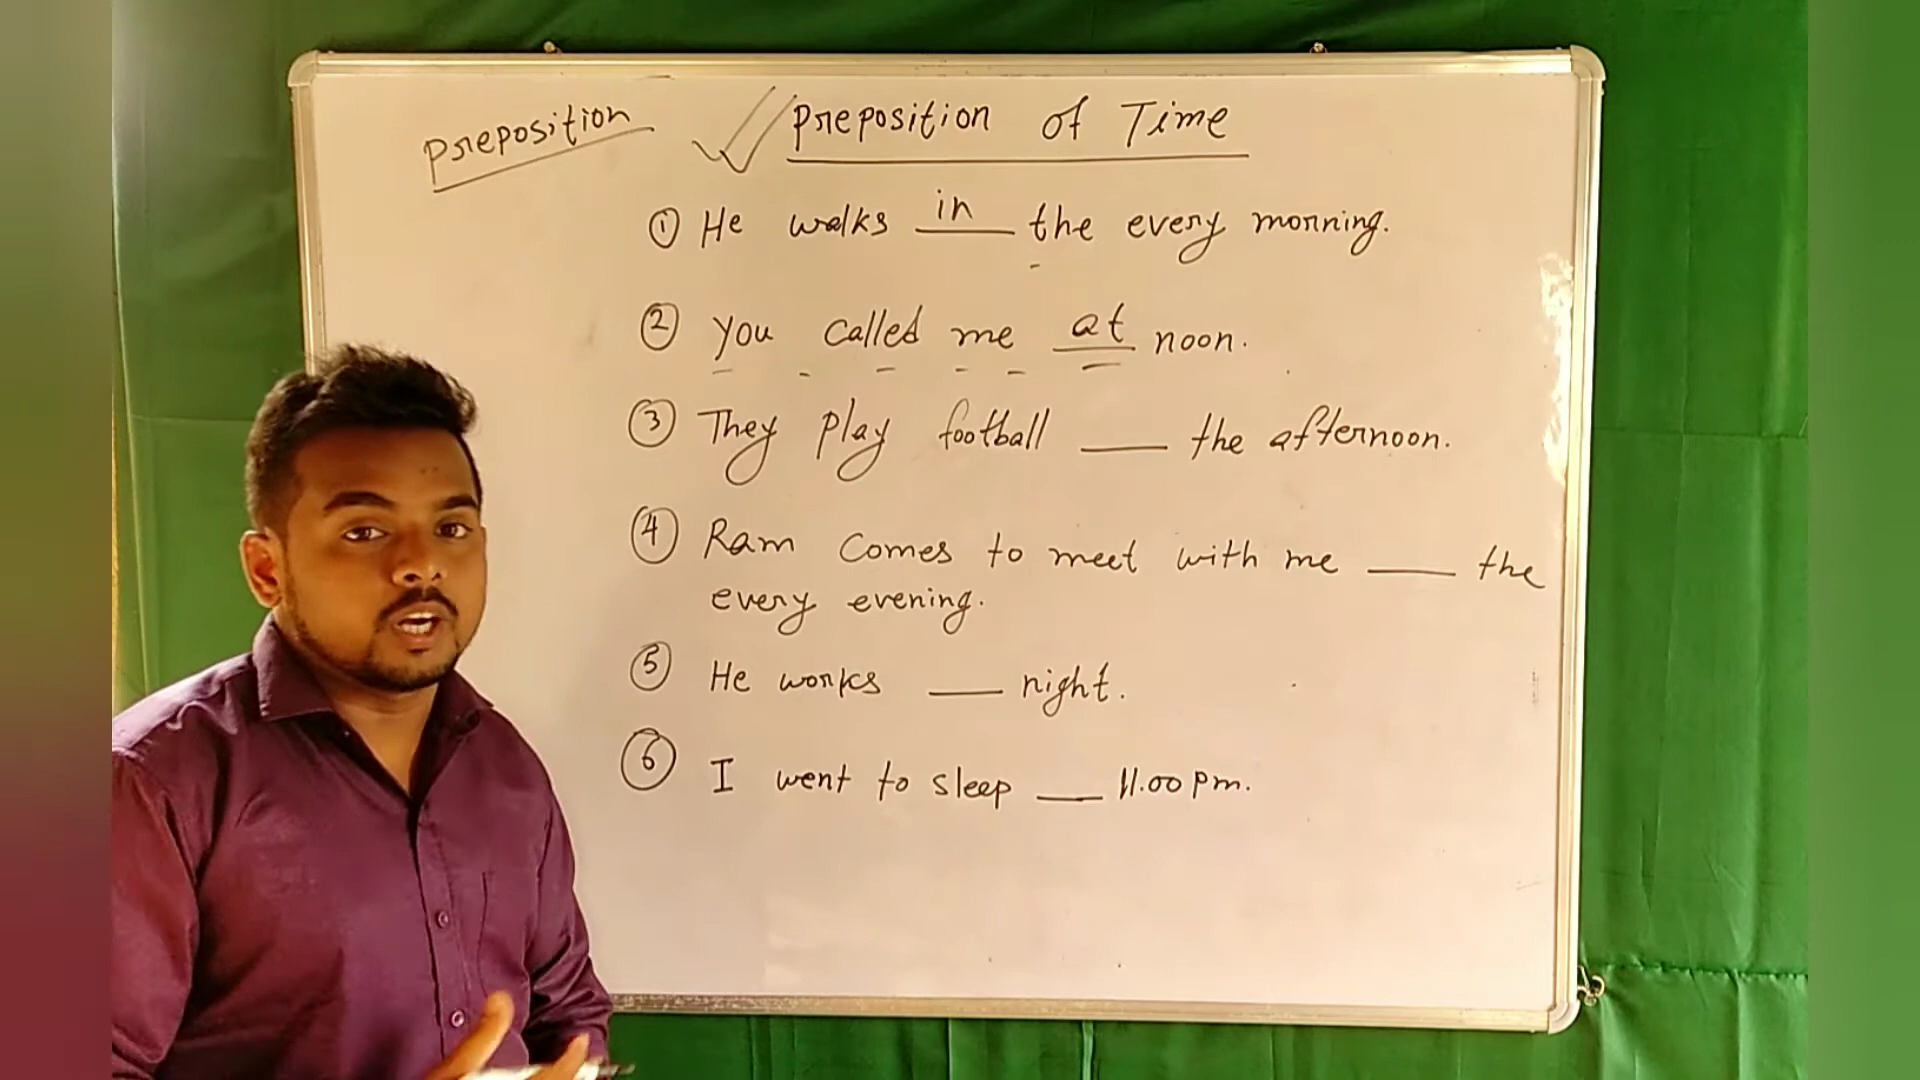 Preposition
Preposition of Time
① He walks in the every morning.
② You called me at noon.
③ They play football ___ the afternoon.
④ Ram comes to meet with me ___ the
every evening.
⑤ He works ___ night.
⑥ I went to sleep ___ 11.00 pm.